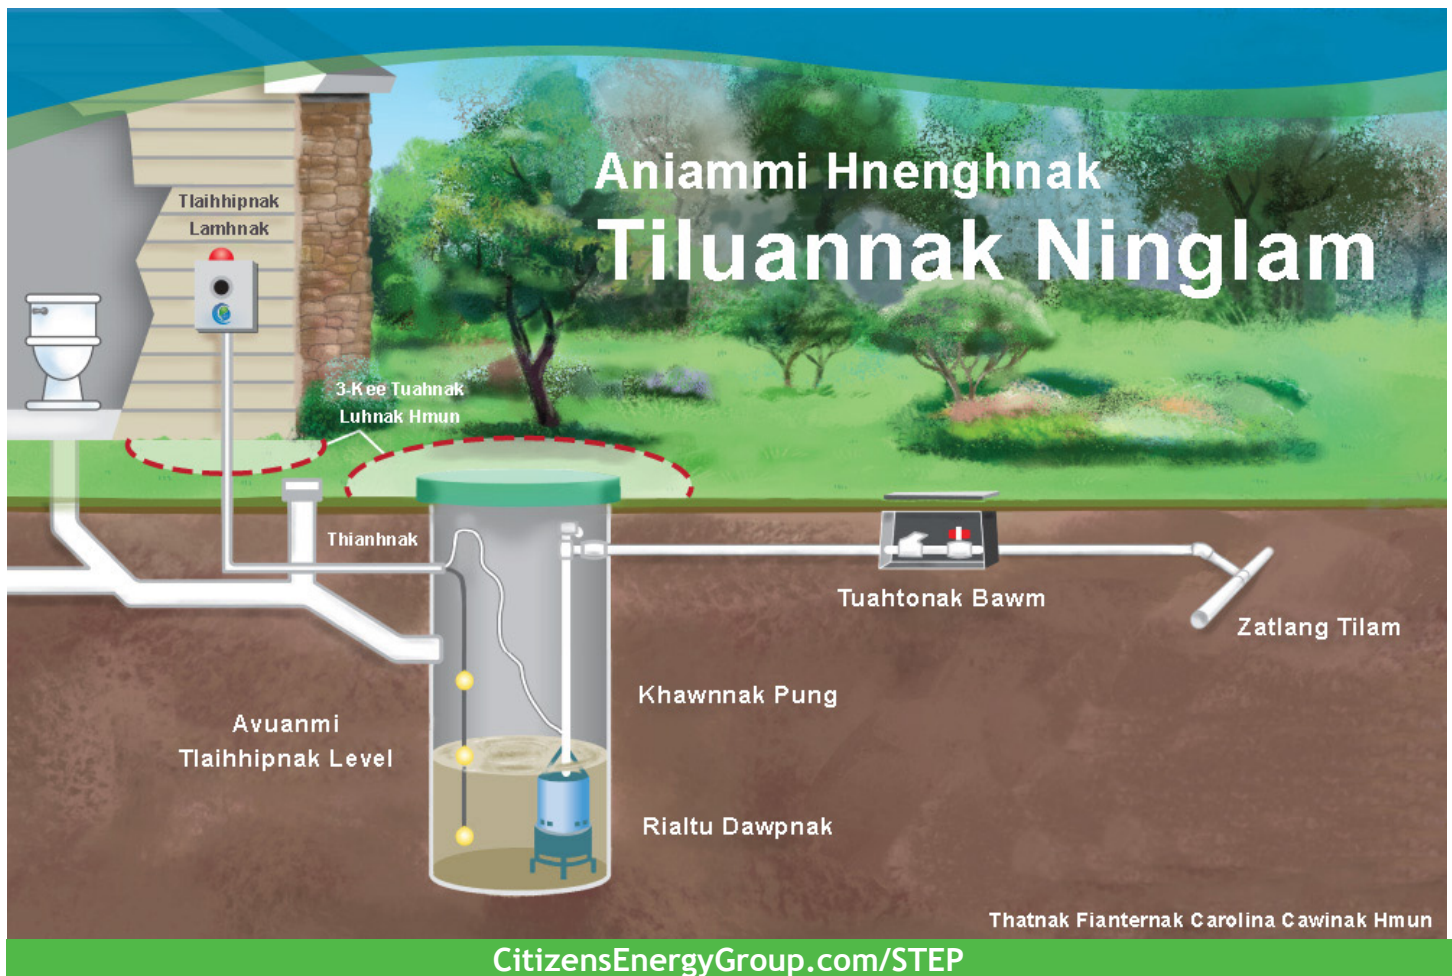 Aniammi Hnenghnak
Tiluannak Ninglam
Tlaihhipnak
Lamhnak
3-Kee Tuahnak
Luhnak Hmun
Thianhnak
Tuahtonak Bawm
Zatlang Tilam
Khawnnak Pung
Avuanmi
Tlaihhipnak Level
Rialtu Dawpnak
Thatnak Fianternak Carolina Cawinak Hmun
CitizensEnergyGroup.com/STEP